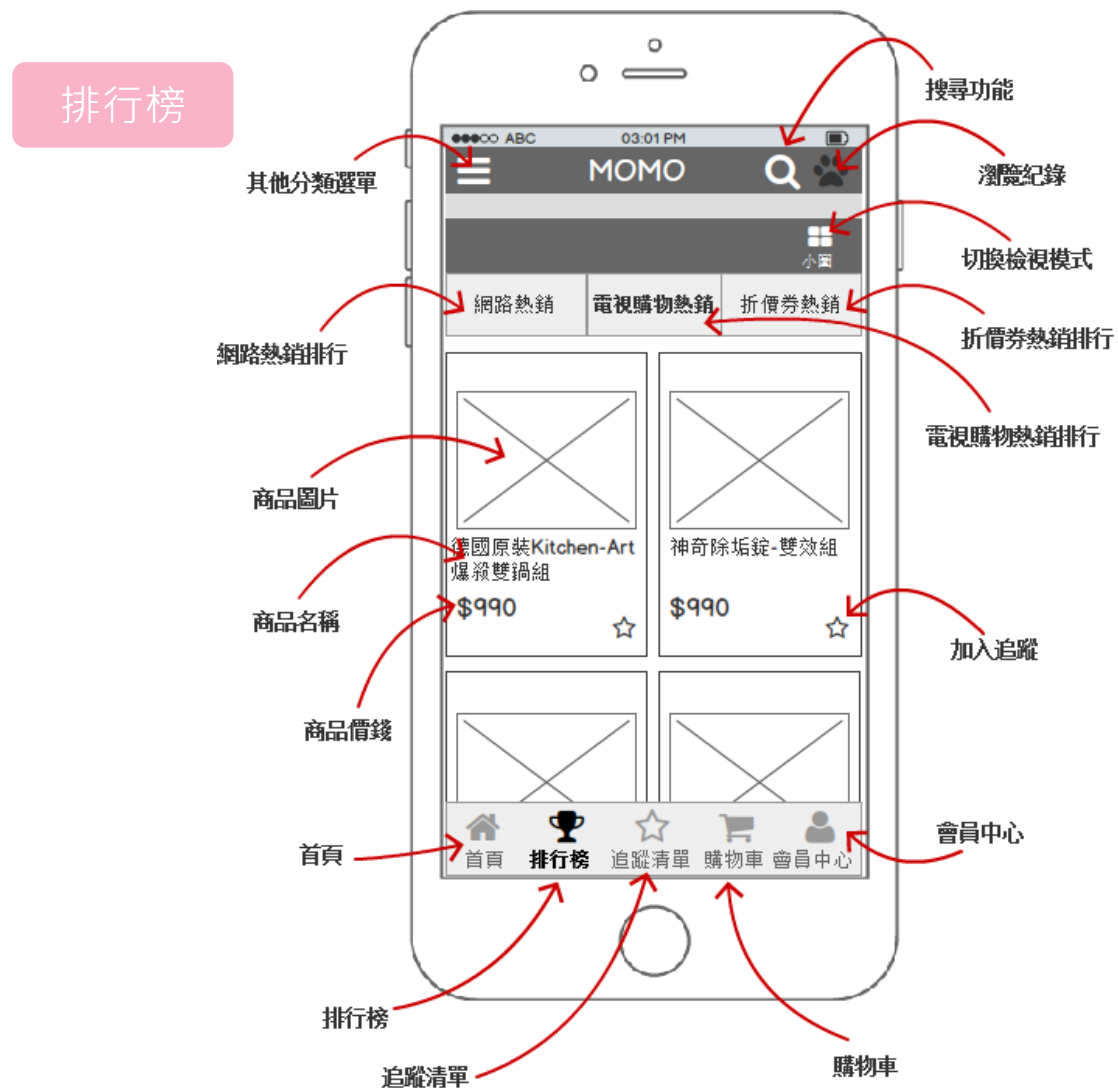 排行榜
搜尋功能
ABC
03:01 PM
其他分類選單
MOMO
瀏覽紀錄
小圖
切換檢視模式
網路熱銷
電視購物熱銷
折價券熱銷
網路熱銷排行
折價券熱銷排行
電視購物熱銷排行
商品圖片
德國原裝Kitchen-Art
爆殺雙鍋組
神奇除垢錠-雙效組
商品名稱
$990
$990
加入追蹤
商品價錢
首頁
首頁
排行榜
追蹤清單
購物車
會員中心
會員中心
排行榜
購物車
追蹤清單